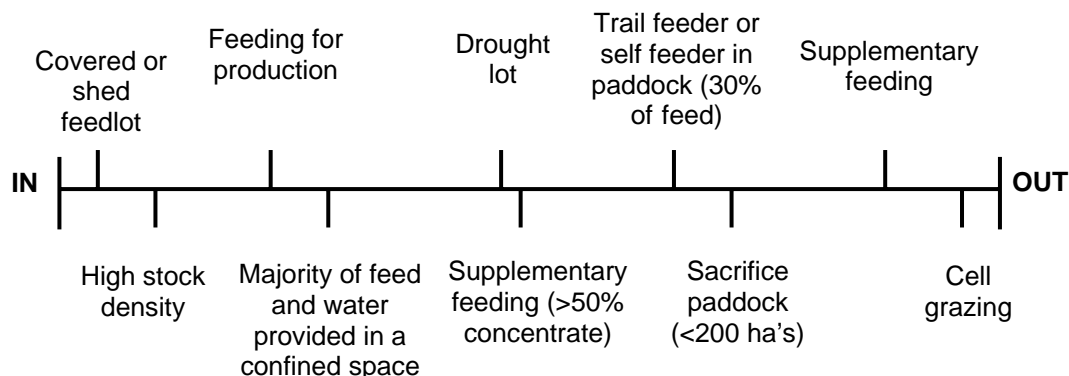 Covered or
shed
feedlot
Feeding for
production
Drought
lot
Trail feeder or
self feeder in
paddock (30%
of feed)
Supplementary
feeding
IN
OUT
High stock
density
Majority of feed
and water
provided in a
confined space
Supplementary
feeding (>50%
concentrate)
Sacrifice
paddock
(<200 ha's)
Cell
grazing